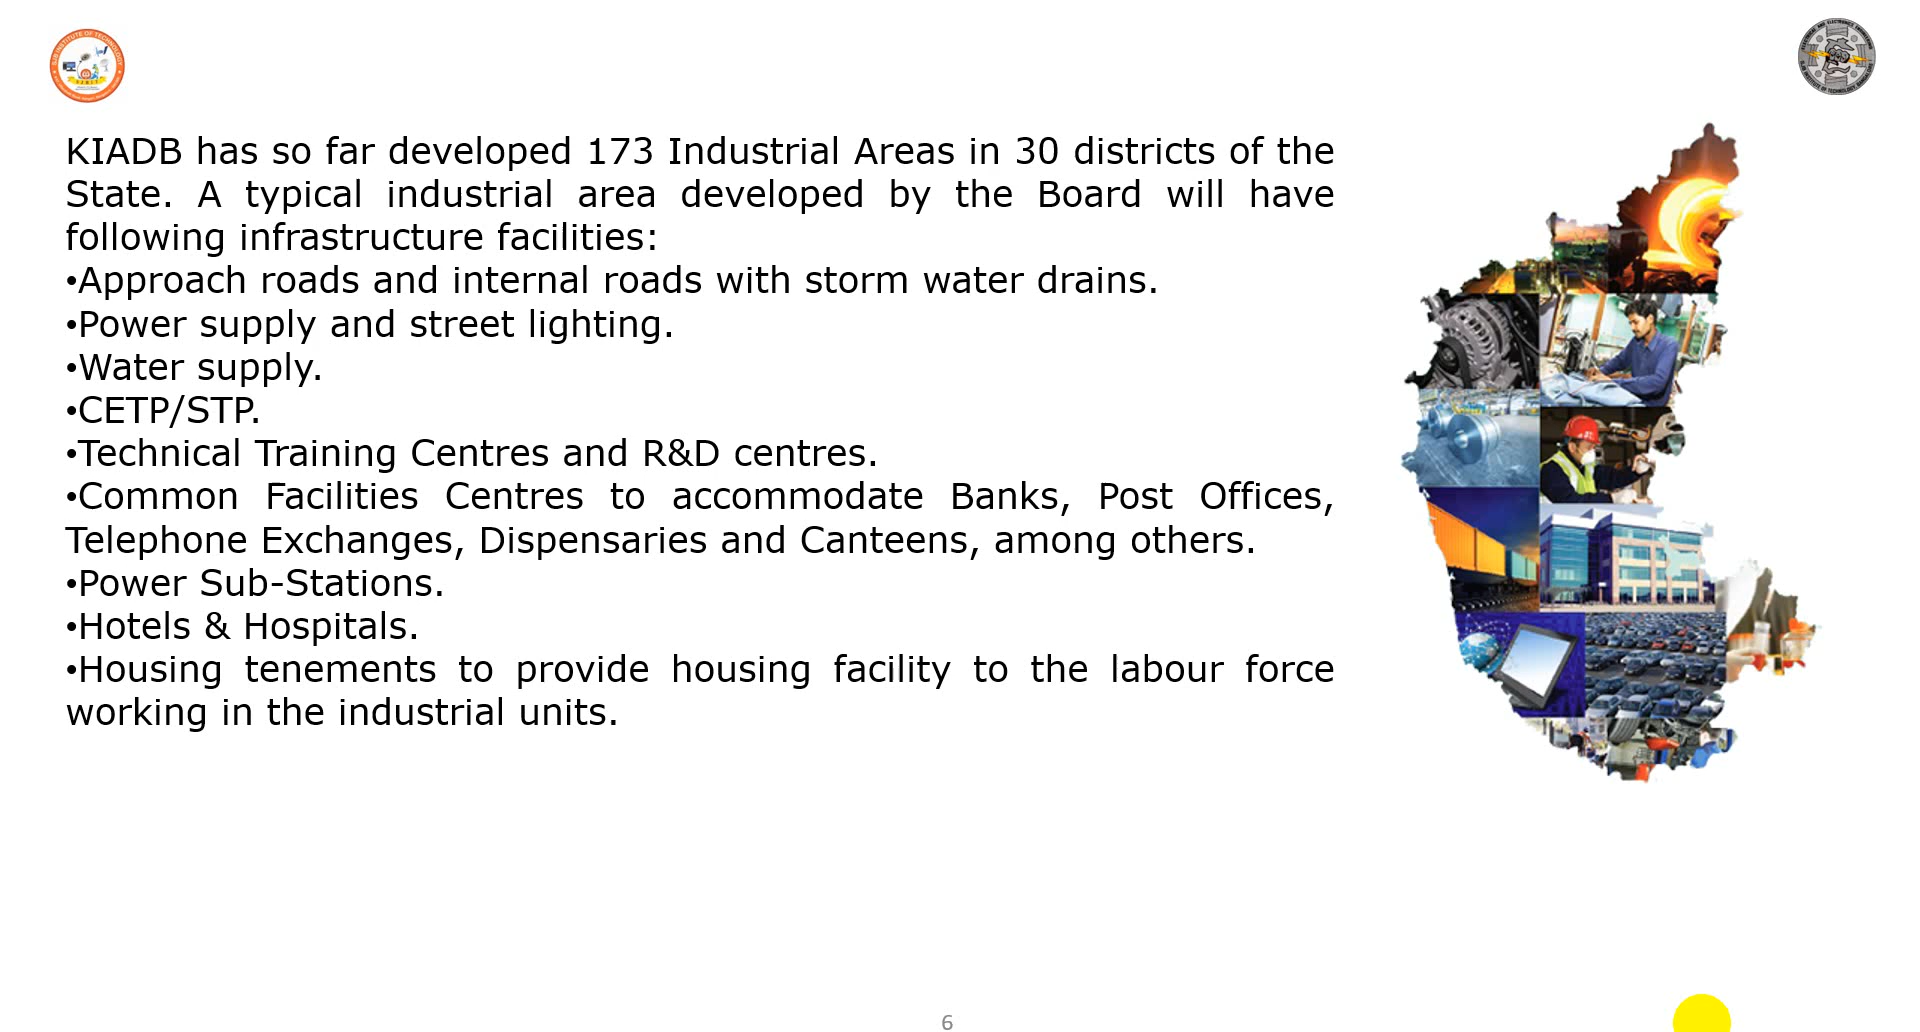 KIADB has so far developed 173 Industrial Areas in 30 districts of the
State. A typical industrial area developed by the Board will have
following infrastructure facilities:
•Approach roads and internal roads with storm water drains.
•Power supply and street lighting.
•Water supply.
•CETP/STP.
•Technical Training Centres and R&D centres.
•Common Facilities Centres to accommodate Banks, Post Offices,
Telephone Exchanges, Dispensaries and Canteens, among others.
•Power Sub-Stations.
•Hotels & Hospitals.
•Housing tenements to provide housing facility to the labour force
working in the industrial units.
6